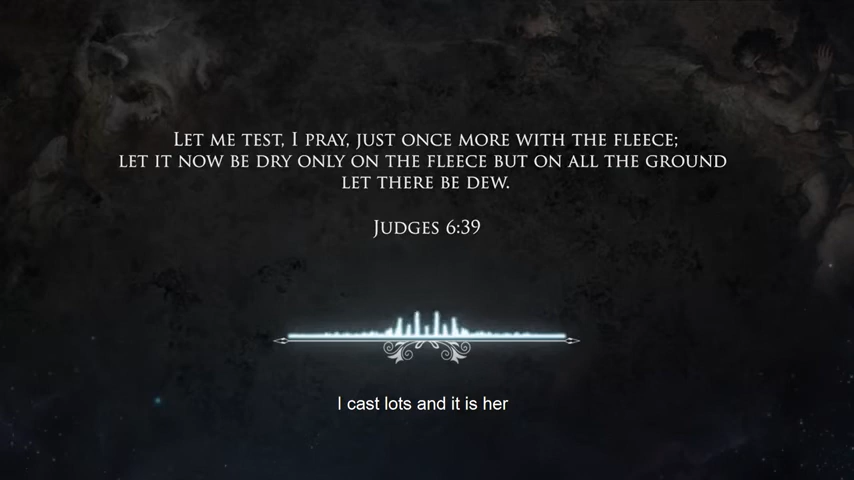 Let me test, I pray, just once more with the fleece;
let it now be dry only on the fleece but on all the ground
let there be dew.
Judges 6:39
I cast lots and it is her